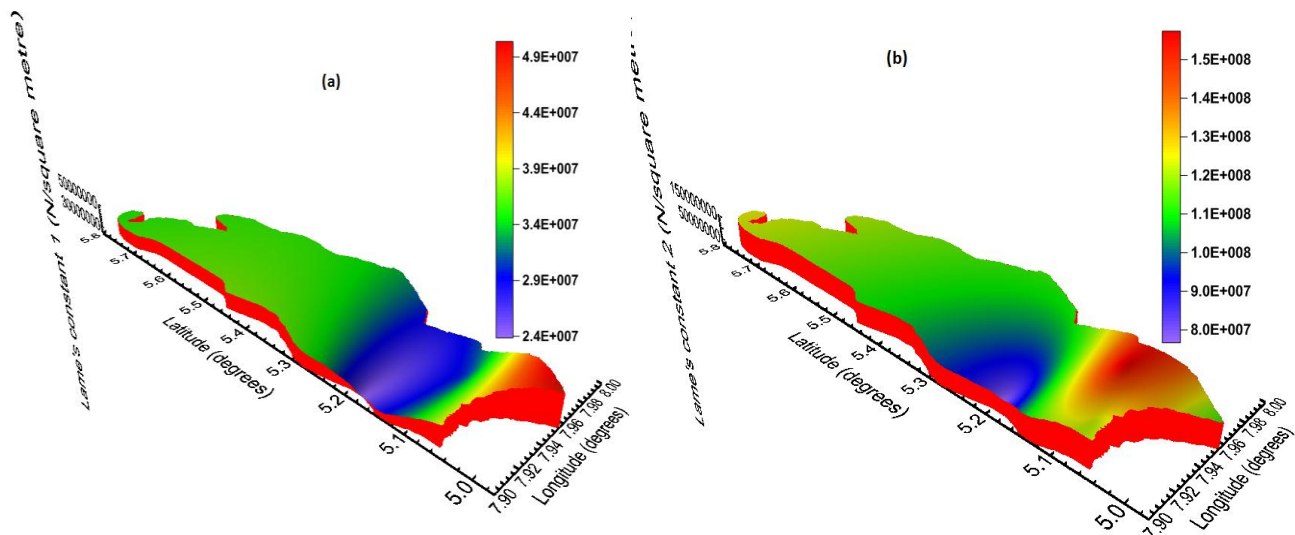 (a)
4.9E+007
4.4E+007
3.9E+007
3.4E+007
2.9E+007
2.4E+007
Lame's constant 1 (N/square metre)
50000000
30000000
5.8
5.7
5.6
5.5
5.4
5.3
5.2
5.1
5.0
Latitude (degrees)
7.90
7.92
7.94
7.96
7.98
8.00
Longitude (degrees)
(b)
1.5E+008
1.4E+008
1.3E+008
1.2E+008
1.1E+008
1.0E+008
9.0E+007
8.0E+007
Lame's constant 2 (N/square
150000000
50000000
5.8
5.7
5.6
5.5
5.4
5.3
5.2
5.1
5.0
Latitude (degrees)
7.90
7.92
7.94
7.96
7.98
8.00
Longitude (degrees)